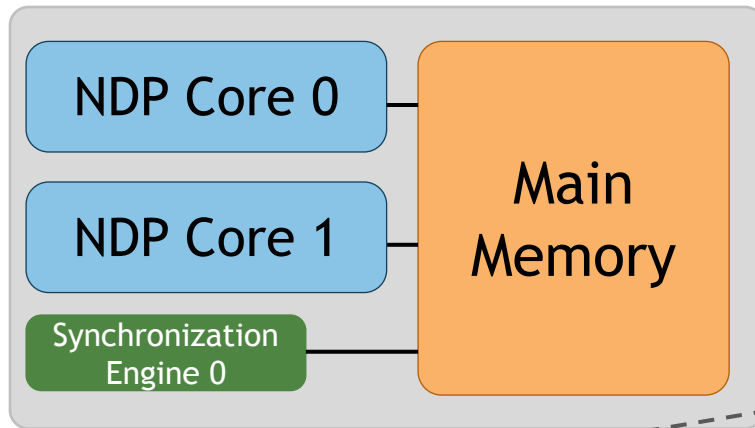 NDP Core 0
NDP Core 1
Synchronization
Engine 0
Main
Memory